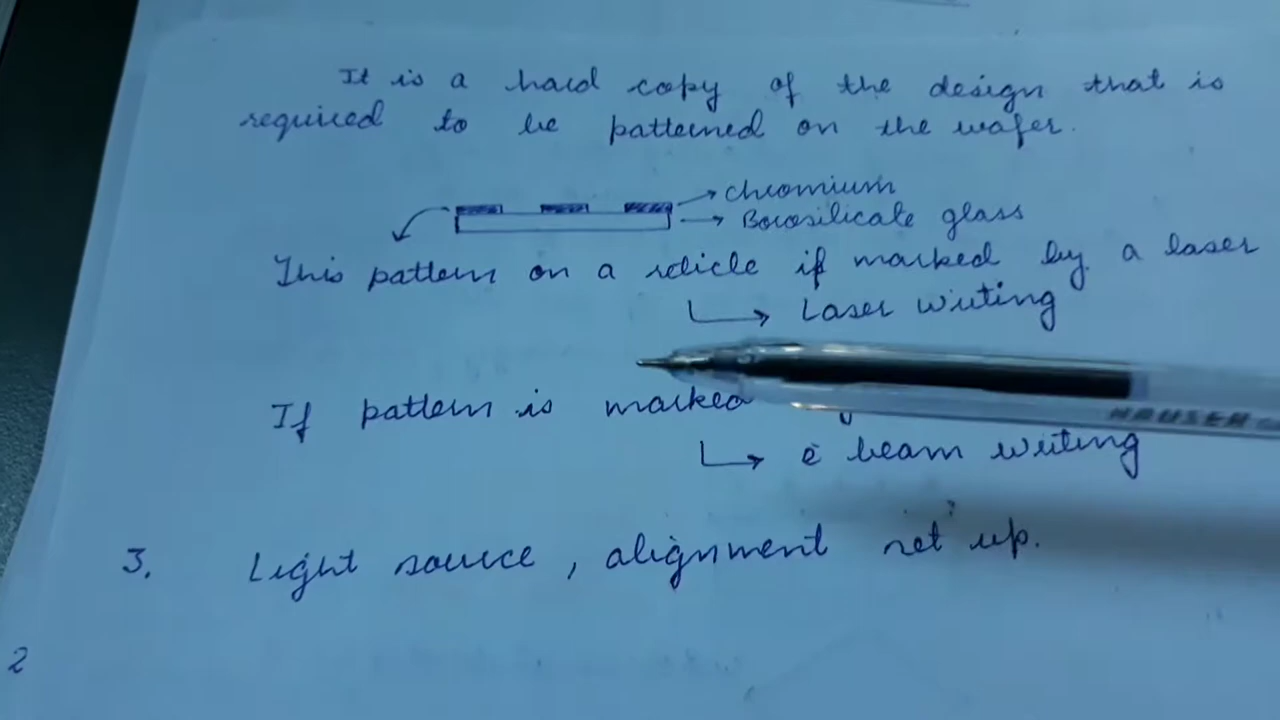 It is a hard copy of the design that is
required to be patterned on the wafer.
chromium
Borosilicate glass
This pattern on a reticle if marked by a laser
Laser writing
If pattern is marked
HAUSER
e beam writing
3. Light source, alignment set up.
2